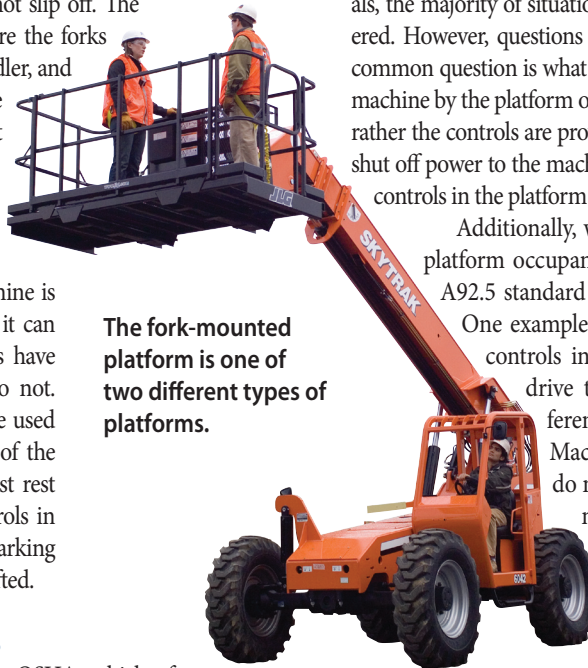 not slip off. The
re the forks
dler, and
als, the majority of situatio
ered. However, questions
common question is what
machine by the platform o
rather the controls are pro
shut off power to the mach
controls in the platform
Additionally, w
platform occupan
A92.5 standard
One example
controls in
drive t
feren
Mac
do n
hine is
it can
s have
o not.
e used
of the
st rest
rols in
arking
fted.
The fork-mounted
platform is one of
two different types of
platforms.
JLG
SKYTRAK
6042